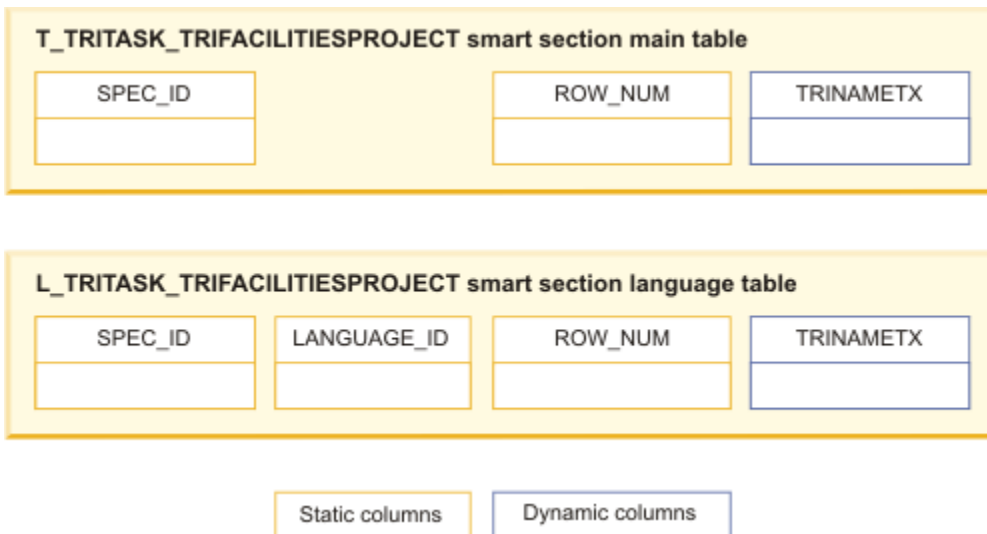 T_TRITASK_TRIFACILITIESPROJECT smart section main table
SPEC_ID ROW_NUM TRINAMETX
L_TRITASK_TRIFACILITIESPROJECT smart section language table
SPEC_ID LANGUAGE_ID ROW_NUM TRINAMETX
Static columns Dynamic columns